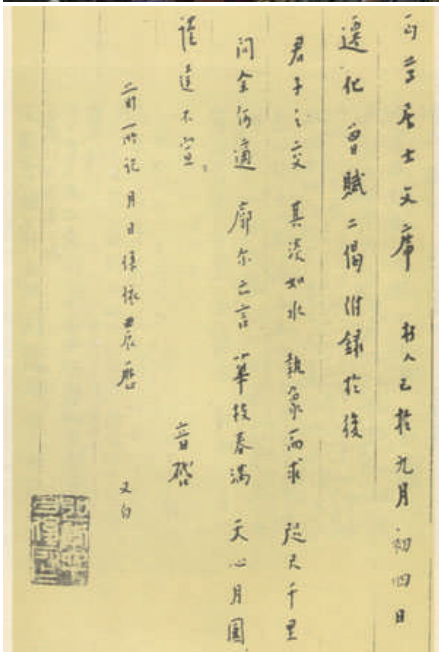 丏尊居士文席 朽人已於九月初四日
遷化 曾賦二偈附錄於後
君子之交 其淡如水 執象而求 咫尺千里
問余何適 廓尔亡言 華枝春滿 天心月圓
謹達不宣 音啓
前所記月日係依農曆 又白